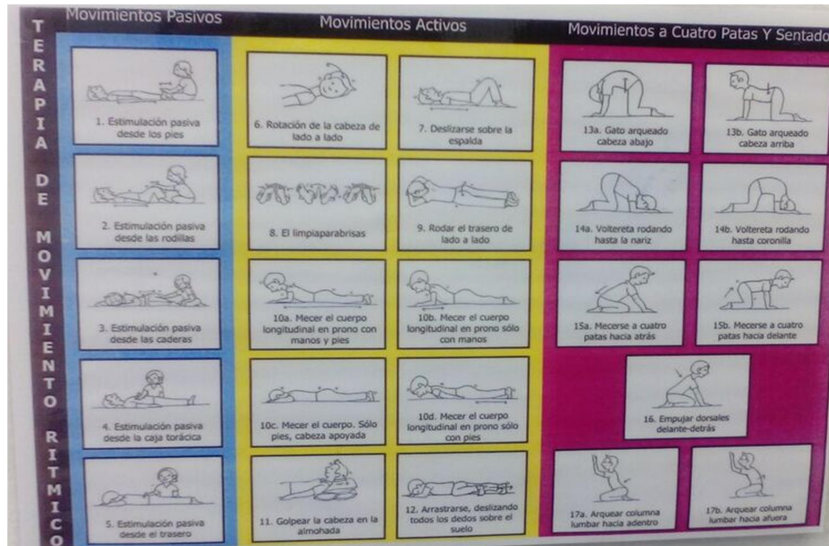 TERAPIA DE MOVIMIENTO RITMICO
Movimientos Pasivos
1. Estimulación pasiva
desde los pies
2. Estimulación pasiva
desde las rodillas
3. Estimulación pasiva
desde las caderas
4. Estimulación pasiva
desde la caja torácica
5. Estimulación pasiva
desde el trasero
Movimientos Activos
6. Rotación de la cabeza de
lado a lado
7. Deslizarse sobre la
espalda
8. El limpiaparabrisas
9. Rodar el trasero de
lado a lado
10a. Mecer el cuerpo
longitudinal en prono con
manos y pies
10b. Mecer el cuerpo
longitudinal en prono sólo
con manos
10c. Mecer el cuerpo. Sólo
pies, cabeza apoyada
10d. Mecer el cuerpo
longitudinal en prono sólo
con pies
11. Golpear la cabeza en la
almohada
12. Arrastrarse, deslizando
todos los dedos sobre el
suelo
Movimientos a Cuatro Patas Y Sentado
13a. Gato arqueado
cabeza abajo
13b. Gato arqueado
cabeza arriba
14a. Voltereta rodando
hasta la nariz
14b. Voltereta rodando
hasta coronilla
15a. Mecerse a cuatro
patas hacia atrás
15b. Mecerse a cuatro
patas hacia delante
16. Empujar dorsales
delante-detrás
17a. Arquear columna
lumbar hacia adentro
17b. Arquear columna
lumbar hacia afuera